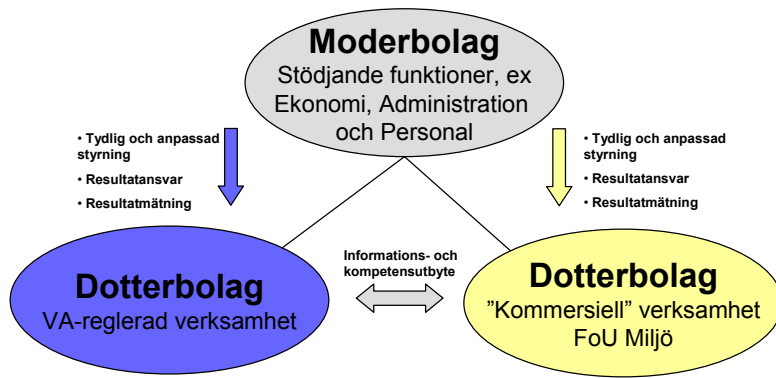 Moderbolag
Stödjande funktioner, ex
Ekonomi, Administration
och Personal
• Tydlig och anpassad
styrning
• Resultatansvar
• Resultatmätning
• Tydlig och anpassad
styrning
• Resultatansvar
• Resultatmätning
Informations- och
kompetensutbyte
Dotterbolag
VA-reglerad verksamhet
Dotterbolag
”Kommersiell” verksamhet
FoU Miljö